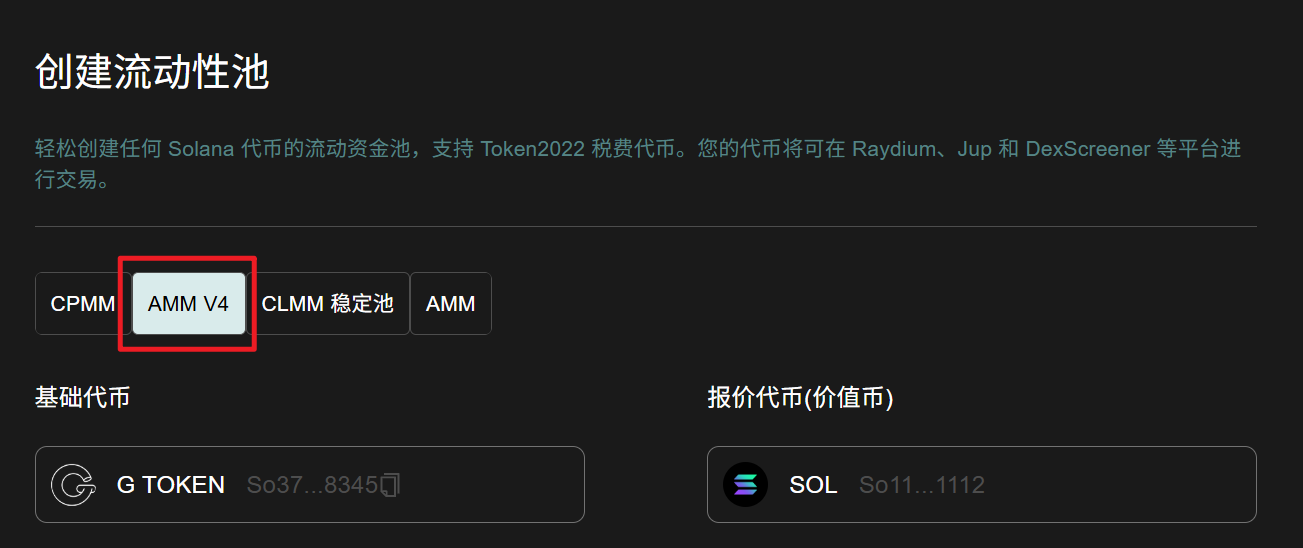 创建流动性池
轻松创建任何 Solana 代币的流动资金池，支持 Token2022 税费代币。您的代币将可在 Raydium、Jup 和 DexScreener 等平台进
行交易。
CPMM AMM V4 CLMM 稳定池 AMM
基础代币 报价代币(价值币)
G TOKEN So37...8345 SOL So11...1112